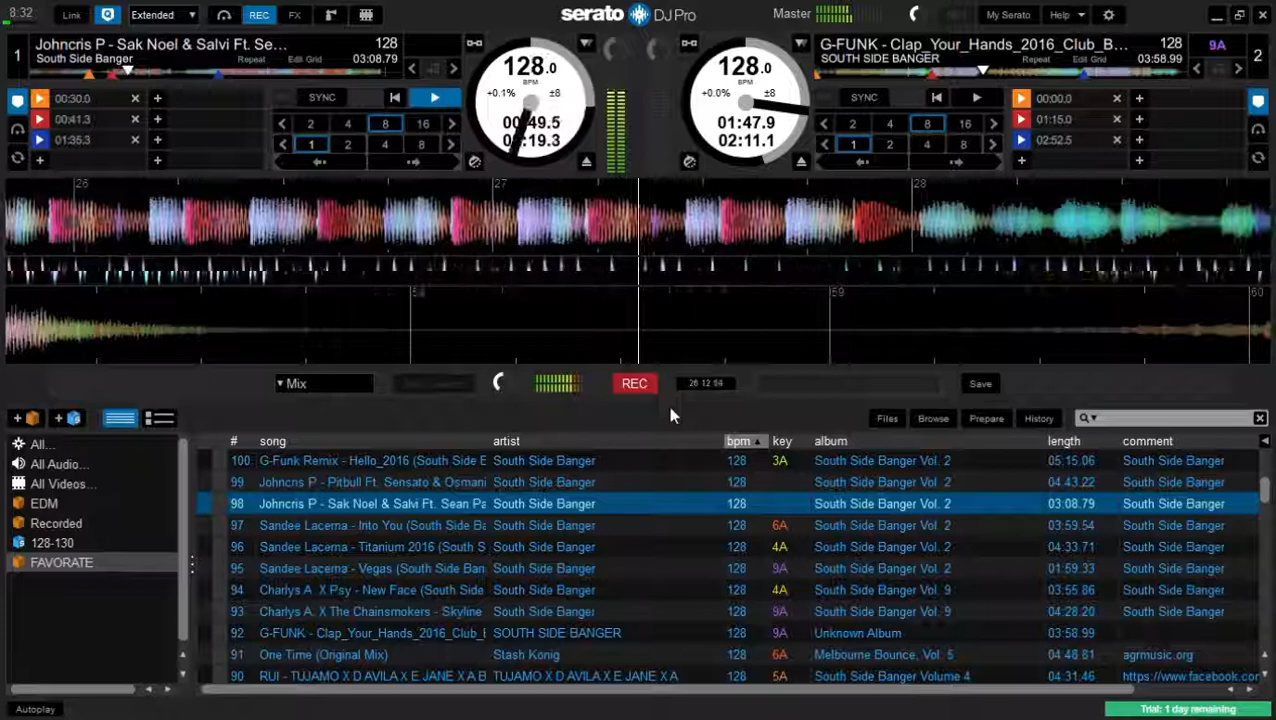 8:32 Link Extended REC FX serato DJ Pro Master My Serato Help
1 Johncris P - Sak Noel & Salvi Ft. Se... 128
South Side Banger Repeat Edit Grid 03:08.79
128.0
BPM
+0.1% ±8
128.0
BPM
+0.0% ±8
01:47.9
02:11.1
G-FUNK - Clap_Your_Hands_2016_Club_B... 128 9A 2
SOUTH SIDE BANGER Repeat Edit Grid 03:58.99
00:30.0
00:41.3
01:35.3
SYNC
2 4 8 16
1 2 4 8
SYNC
2 4 8 16
1 2 4 8
00:00.0
01:15.0
02:52.5
26 27 28
59 60
Mix REC 26 12 04 Save
Files Browse Prepare History
All...
All Audio...
All Videos...
EDM
Recorded
128-130
FAVORATE
# song artist bpm key album length comment
100 G-Funk Remix - Hello_2016 (South Side E South Side Banger 128 3A South Side Banger Vol. 2 05:15.06 South Side Banger
99 Johncris P - Pitbull Ft. Sensato & Osmani South Side Banger 128 South Side Banger Vol. 2 04:43.22 South Side Banger
98 Johncris P - Sak Noel & Salvi Ft. Sean Pa South Side Banger 128 South Side Banger Vol. 2 03:08.79 South Side Banger
97 Sandee Lacerna - Into You (South Side Ba South Side Banger 128 6A South Side Banger Vol. 2 03:59.54 South Side Banger
96 Sandee Lacerna - Titanium 2016 (South S South Side Banger 128 4A South Side Banger Vol. 2 04:33.71 South Side Banger
95 Sandee Lacerna - Vegas (South Side Ban South Side Banger 128 9A South Side Banger Vol. 2 01:59.33 South Side Banger
94 Charlys A. X Psy - New Face (South Side South Side Banger 128 4A South Side Banger Vol. 9 03:55.86 South Side Banger
93 Charlys A. X The Chainsmokers - Skyline South Side Banger 128 9A South Side Banger Vol. 9 04:28.20 South Side Banger
92 G-FUNK - Clap_Your_Hands_2016_Club_E SOUTH SIDE BANGER 128 9A Unknown Album 03:58.99
91 One Time (Original Mix) Stash Konig 128 6A Melbourne Bounce, Vol. 5 04:48.81 agrmusic.org
90 RUI - TUJAMO X D AVILA X E JANE X A B TUJAMO X D AVILA X E JANE X A 128 5A South Side Banger Volume 4 04:31.46 https://www.facebook.cor
Autoplay Trial: 1 day remaining